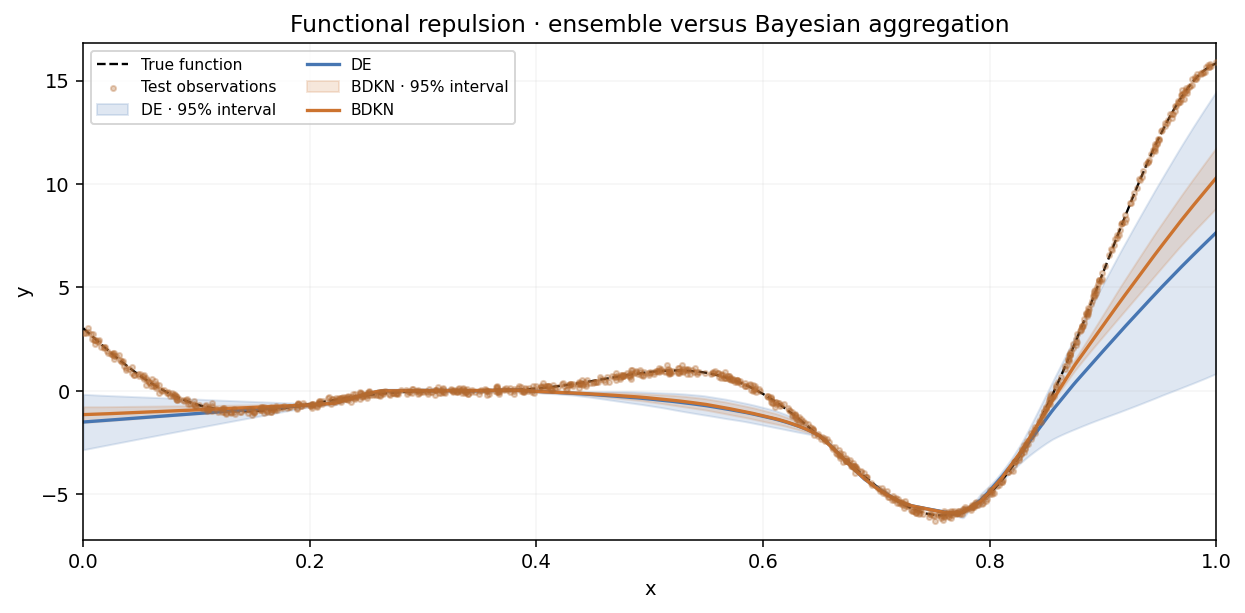 Functional repulsion · ensemble versus Bayesian aggregation
True function
Test observations
DE · 95% interval
DE
BDKN · 95% interval
BDKN
y
15
10
5
0
−5
0.0
0.2
0.4
0.6
0.8
1.0
x